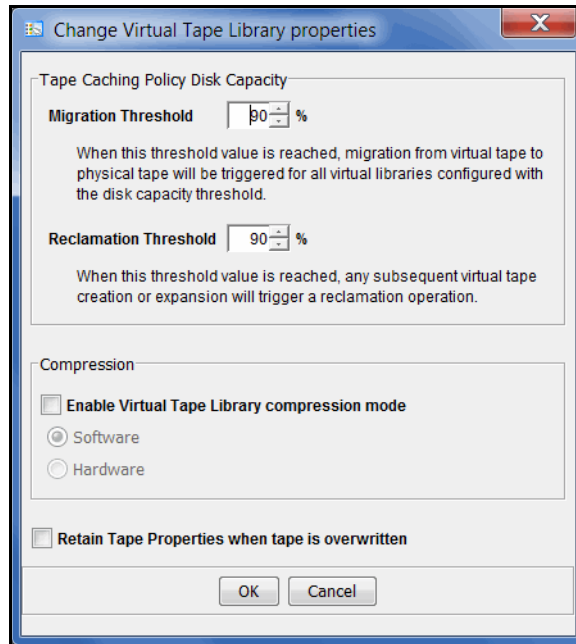 Change Virtual Tape Library properties
X
Tape Caching Policy Disk Capacity
Migration Threshold 90 %
When this threshold value is reached, migration from virtual tape to
physical tape will be triggered for all virtual libraries configured with
the disk capacity threshold.
Reclamation Threshold 90 %
When this threshold value is reached, any subsequent virtual tape
creation or expansion will trigger a reclamation operation.
Compression
Enable Virtual Tape Library compression mode
Software
Hardware
Retain Tape Properties when tape is overwritten
OK Cancel